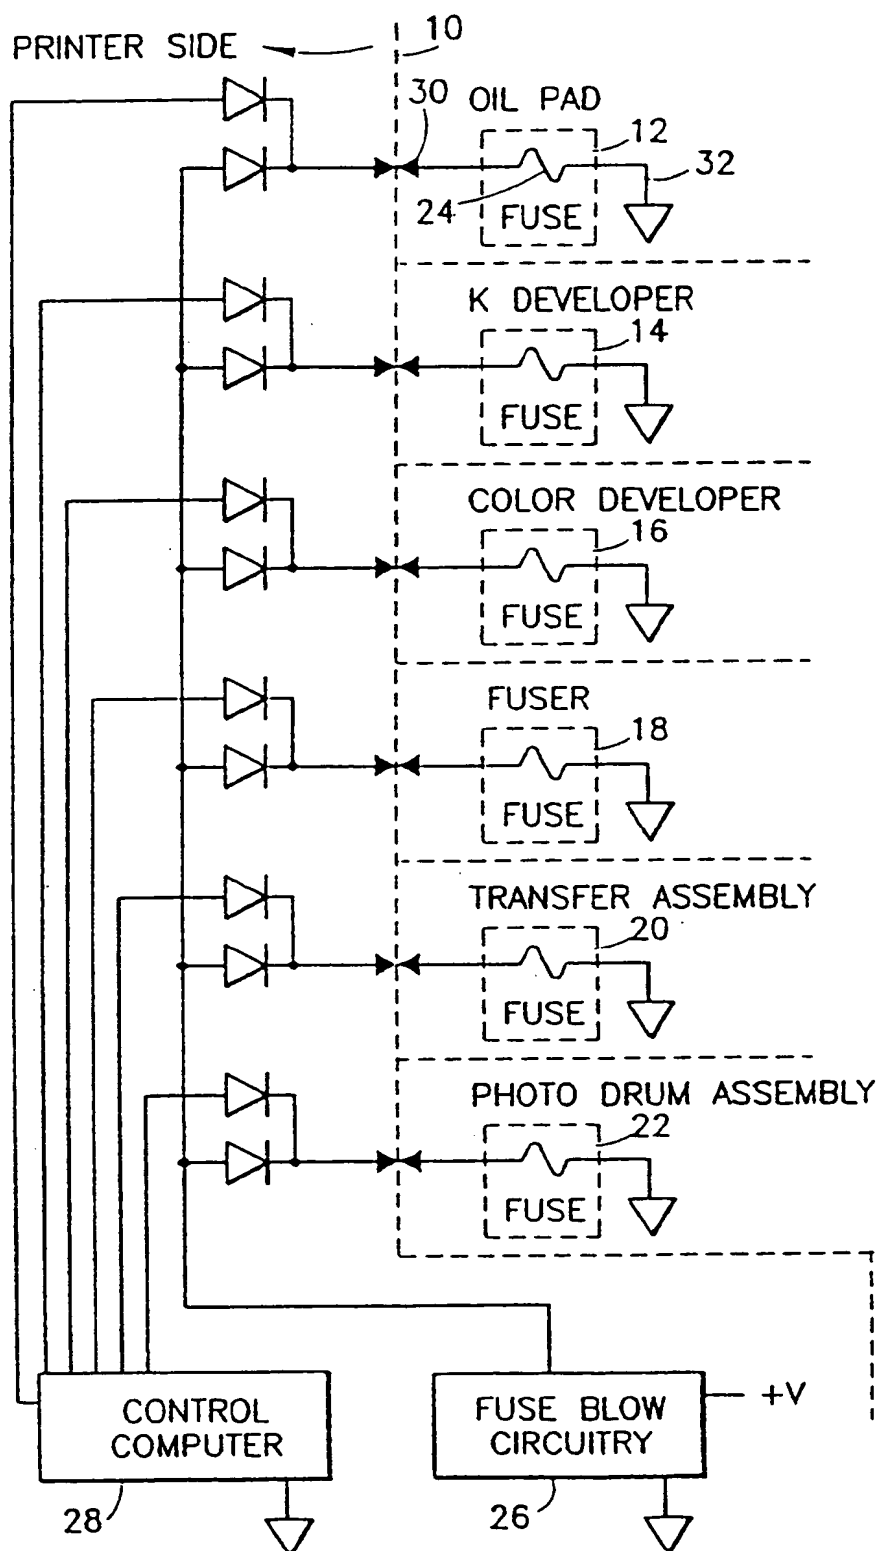 10
PRINTER SIDE
30
OIL PAD
12
32
24
FUSE
K DEVELOPER
14
FUSE
COLOR DEVELOPER
16
FUSE
FUSER
18
FUSE
TRANSFER ASSEMBLY
20
FUSE
PHOTO DRUM ASSEMBLY
22
FUSE
CONTROL
COMPUTER
FUSE BLOW
CIRCUITRY
+V
28
26